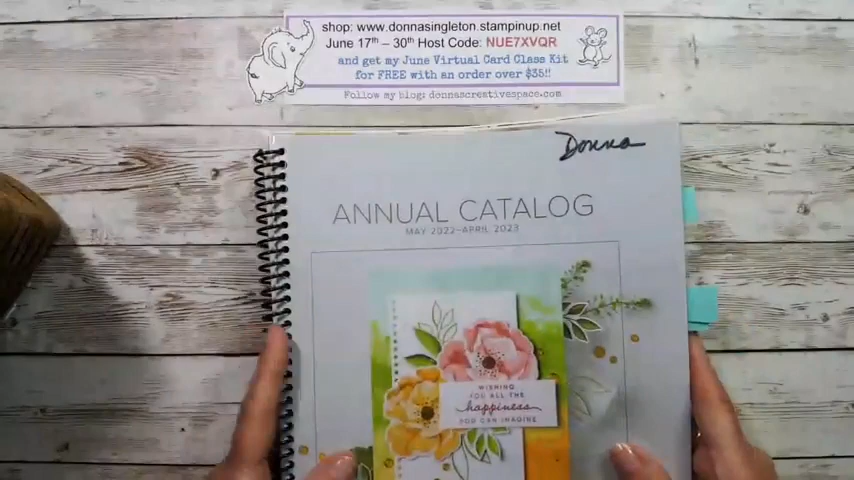 shop: www.donnasingleton.stampinup.net
June 17th – 30th Host Code: NUE7XVQR
and get my June Virtual Card Class Kit
for FREE with an order of over $35!!
Follow my blog: (donnascreativespace.com
Donna
ANNUAL CATALOG
MAY 2022–APRIL 2023
WISHING
YOU ALL THE
happiness
YOU CAN IMAGINE